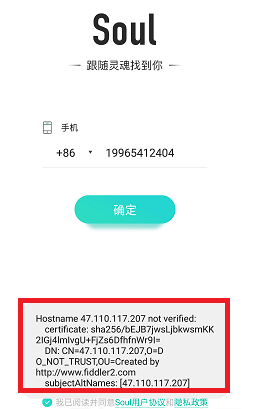 Soul
跟随灵魂找到你
手机
+86 19965412404
确定
Hostname 47.110.117.207 not verified:
certificate: sha256/bEJB7jwsLjbkwsmKK
2IGj4lmlvgU+FjZs6DfhfnWr9I=
DN: CN=47.110.117.207,O=D
O_NOT_TRUST,OU=Created by
http://www.fiddler2.com
subjectAltNames: [47.110.117.207]
我已阅读并同意Soul用户协议和隐私政策